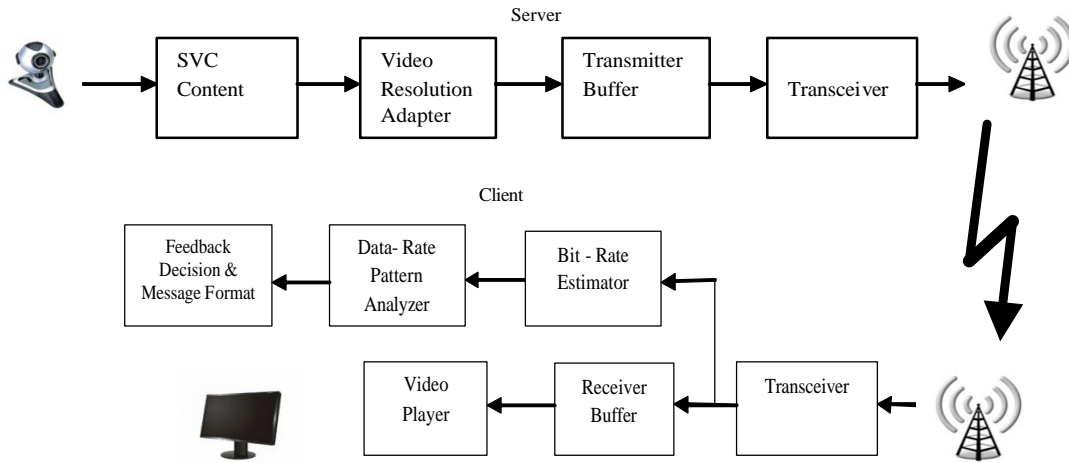 Server
SVC
Content
Video
Resolution
Adapter
Transmitter
Buffer
Transceiver
Client
Feedback
Decision &
Message Format
Data- Rate
Pattern
Analyzer
Bit - Rate
Estimator
Video
Player
Receiver
Buffer
Transceiver